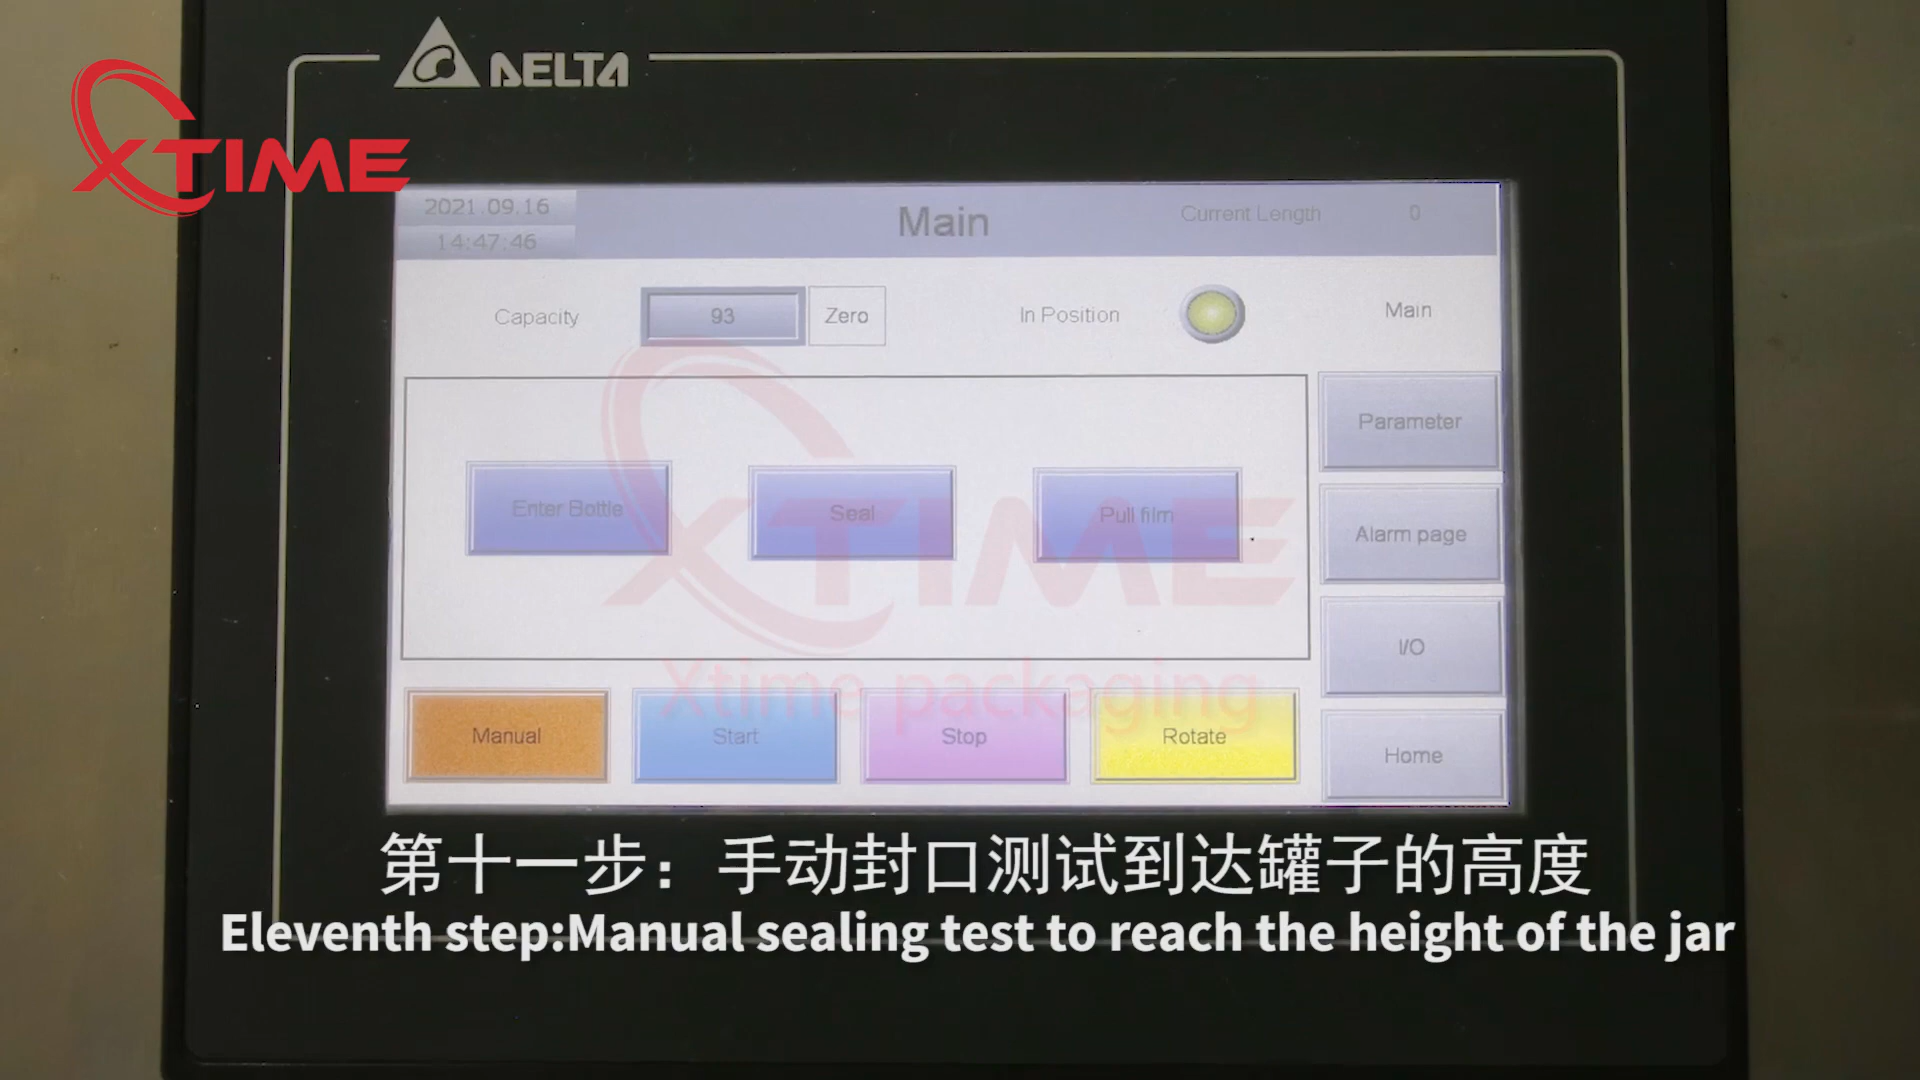 DELTA
XTIME
2021.09.16
14:47:46
Main
Current Length 0
Capacity 93 Zero In Position Main
Parameter
Enter Bottle Seal Pull film
Alarm page
XTIME
I/O
Xtime packaging
Manual Start Stop Rotate
Home
第十一步：手动封口测试到达罐子的高度
Eleventh step:Manual sealing test to reach the height of the jar